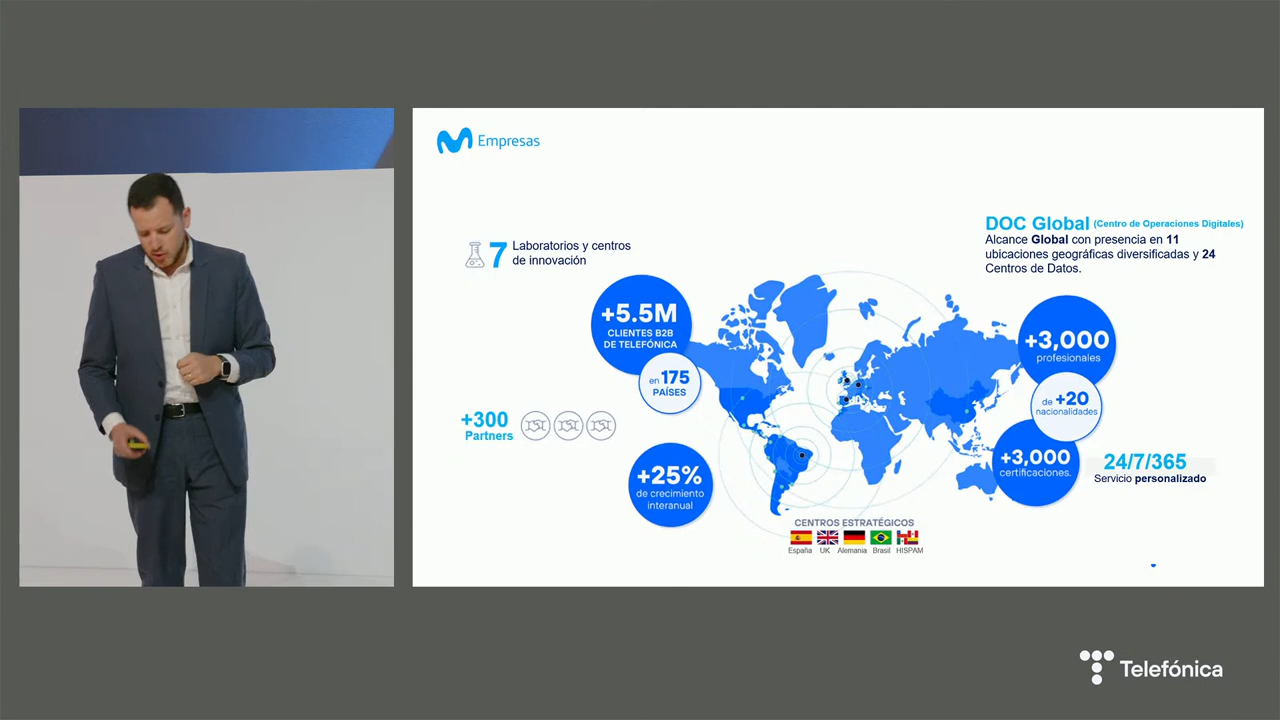 Empresas
7 Laboratorios y centros
de innovación
DOC Global (Centro de Operaciones Digitales)
Alcance Global con presencia en 11
ubicaciones geográficas diversificadas y 24
Centros de Datos.
+5.5M
CLIENTES B2B
DE TELEFÓNICA
en 175
PAÍSES
+300
Partners
+25%
de crecimiento
interanual
+3,000
profesionales
de +20
nacionalidades
+3,000
certificaciones.
24/7/365
Servicio personalizado
CENTROS ESTRATÉGICOS
España UK Alemania Brasil HISPAM
Telefónica